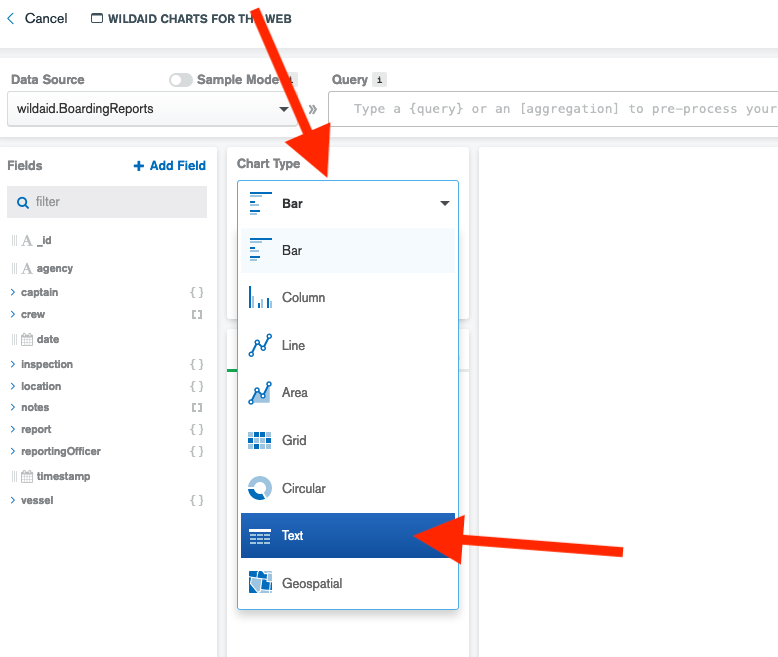 Cancel
WILDAID CHARTS FOR THE WEB
Data Source
Sample Mode
Query i
wildaid.BoardingReports
»
Type a {query} or an [aggregation] to pre-process your
Fields
+ Add Field
filter
A _id
A agency
captain { }
crew [ ]
date
inspection { }
location { }
notes [ ]
report { }
reportingOfficer { }
timestamp
vessel { }
Chart Type
Bar
Bar
Column
Line
Area
Grid
Circular
Text
Geospatial